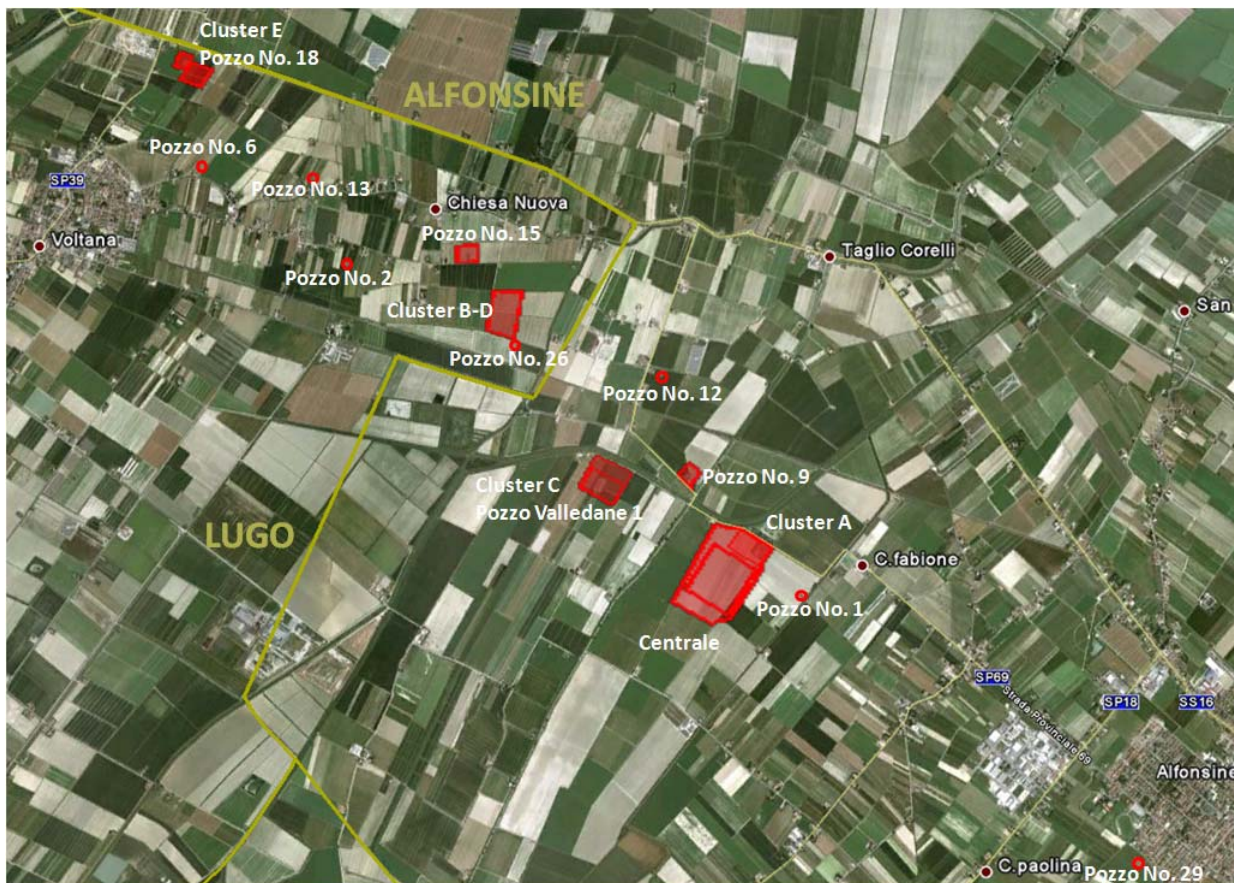 Cluster E
Pozzo No. 18
ALFONSINE
Pozzo No. 6
SP39
Pozzo No. 13
Chiesa Nuova
Voltana
Pozzo No. 15
Taglio Corelli
Pozzo No. 2
Cluster B-D
San
Pozzo No. 26
Pozzo No. 12
Cluster C
Pozzo No. 9
Pozzo Valledane 1
Cluster A
LUGO
C.fabione
Pozzo No. 1
Centrale
SP69
Strada Provinciale 69
SP18
SS16
Alfonsine
C.paolina
Pozzo No. 29